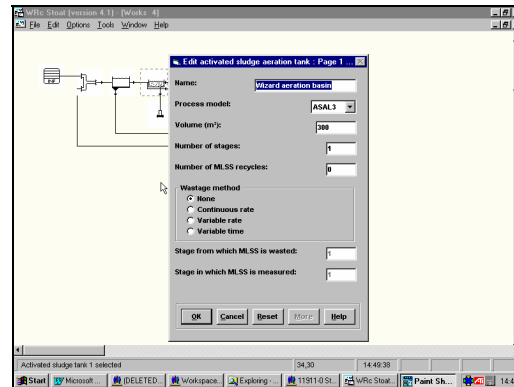 WRc Stoat (version 4.1) - [Works 4]
File Edit Options Tools Window Help
Edit activated sludge aeration tank : Page 1 ...
Name: Wizard aeration basin
Process model: ASAL3
Volume (m³): 300
Number of stages: 1
Number of MLSS recycles: 0
Wastage method
None
Continuous rate
Variable rate
Variable time
Stage from which MLSS is wasted: 1
Stage in which MLSS is measured: 1
OK Cancel Reset More Help
Activated sludge tank 1 selected 34,30 14:49:38
Start Microsoft ... (DELETED... Workspace... Exploring - ... 11911-0 St... WRc Stoat... Paint Sh... 14:4